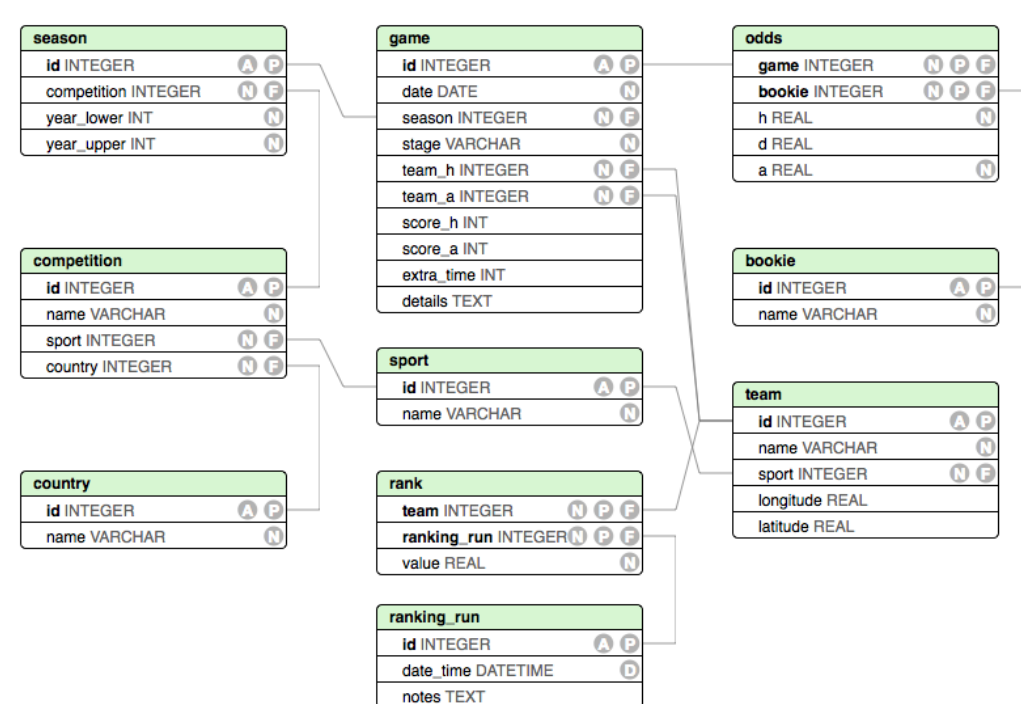 season
id INTEGER A P
competition INTEGER N F
year_lower INT N
year_upper INT N
competition
id INTEGER A P
name VARCHAR N
sport INTEGER N F
country INTEGER N F
country
id INTEGER A P
name VARCHAR N
game
id INTEGER A P
date DATE N
season INTEGER N F
stage VARCHAR N
team_h INTEGER N F
team_a INTEGER N F
score_h INT
score_a INT
extra_time INT
details TEXT
sport
id INTEGER A P
name VARCHAR N
rank
team INTEGER N P F
ranking_run INTEGER N P F
value REAL N
ranking_run
id INTEGER A P
date_time DATETIME D
notes TEXT
odds
game INTEGER N P F
bookie INTEGER N P F
h REAL N
d REAL
a REAL N
bookie
id INTEGER A P
name VARCHAR N
team
id INTEGER A P
name VARCHAR N
sport INTEGER N F
longitude REAL
latitude REAL